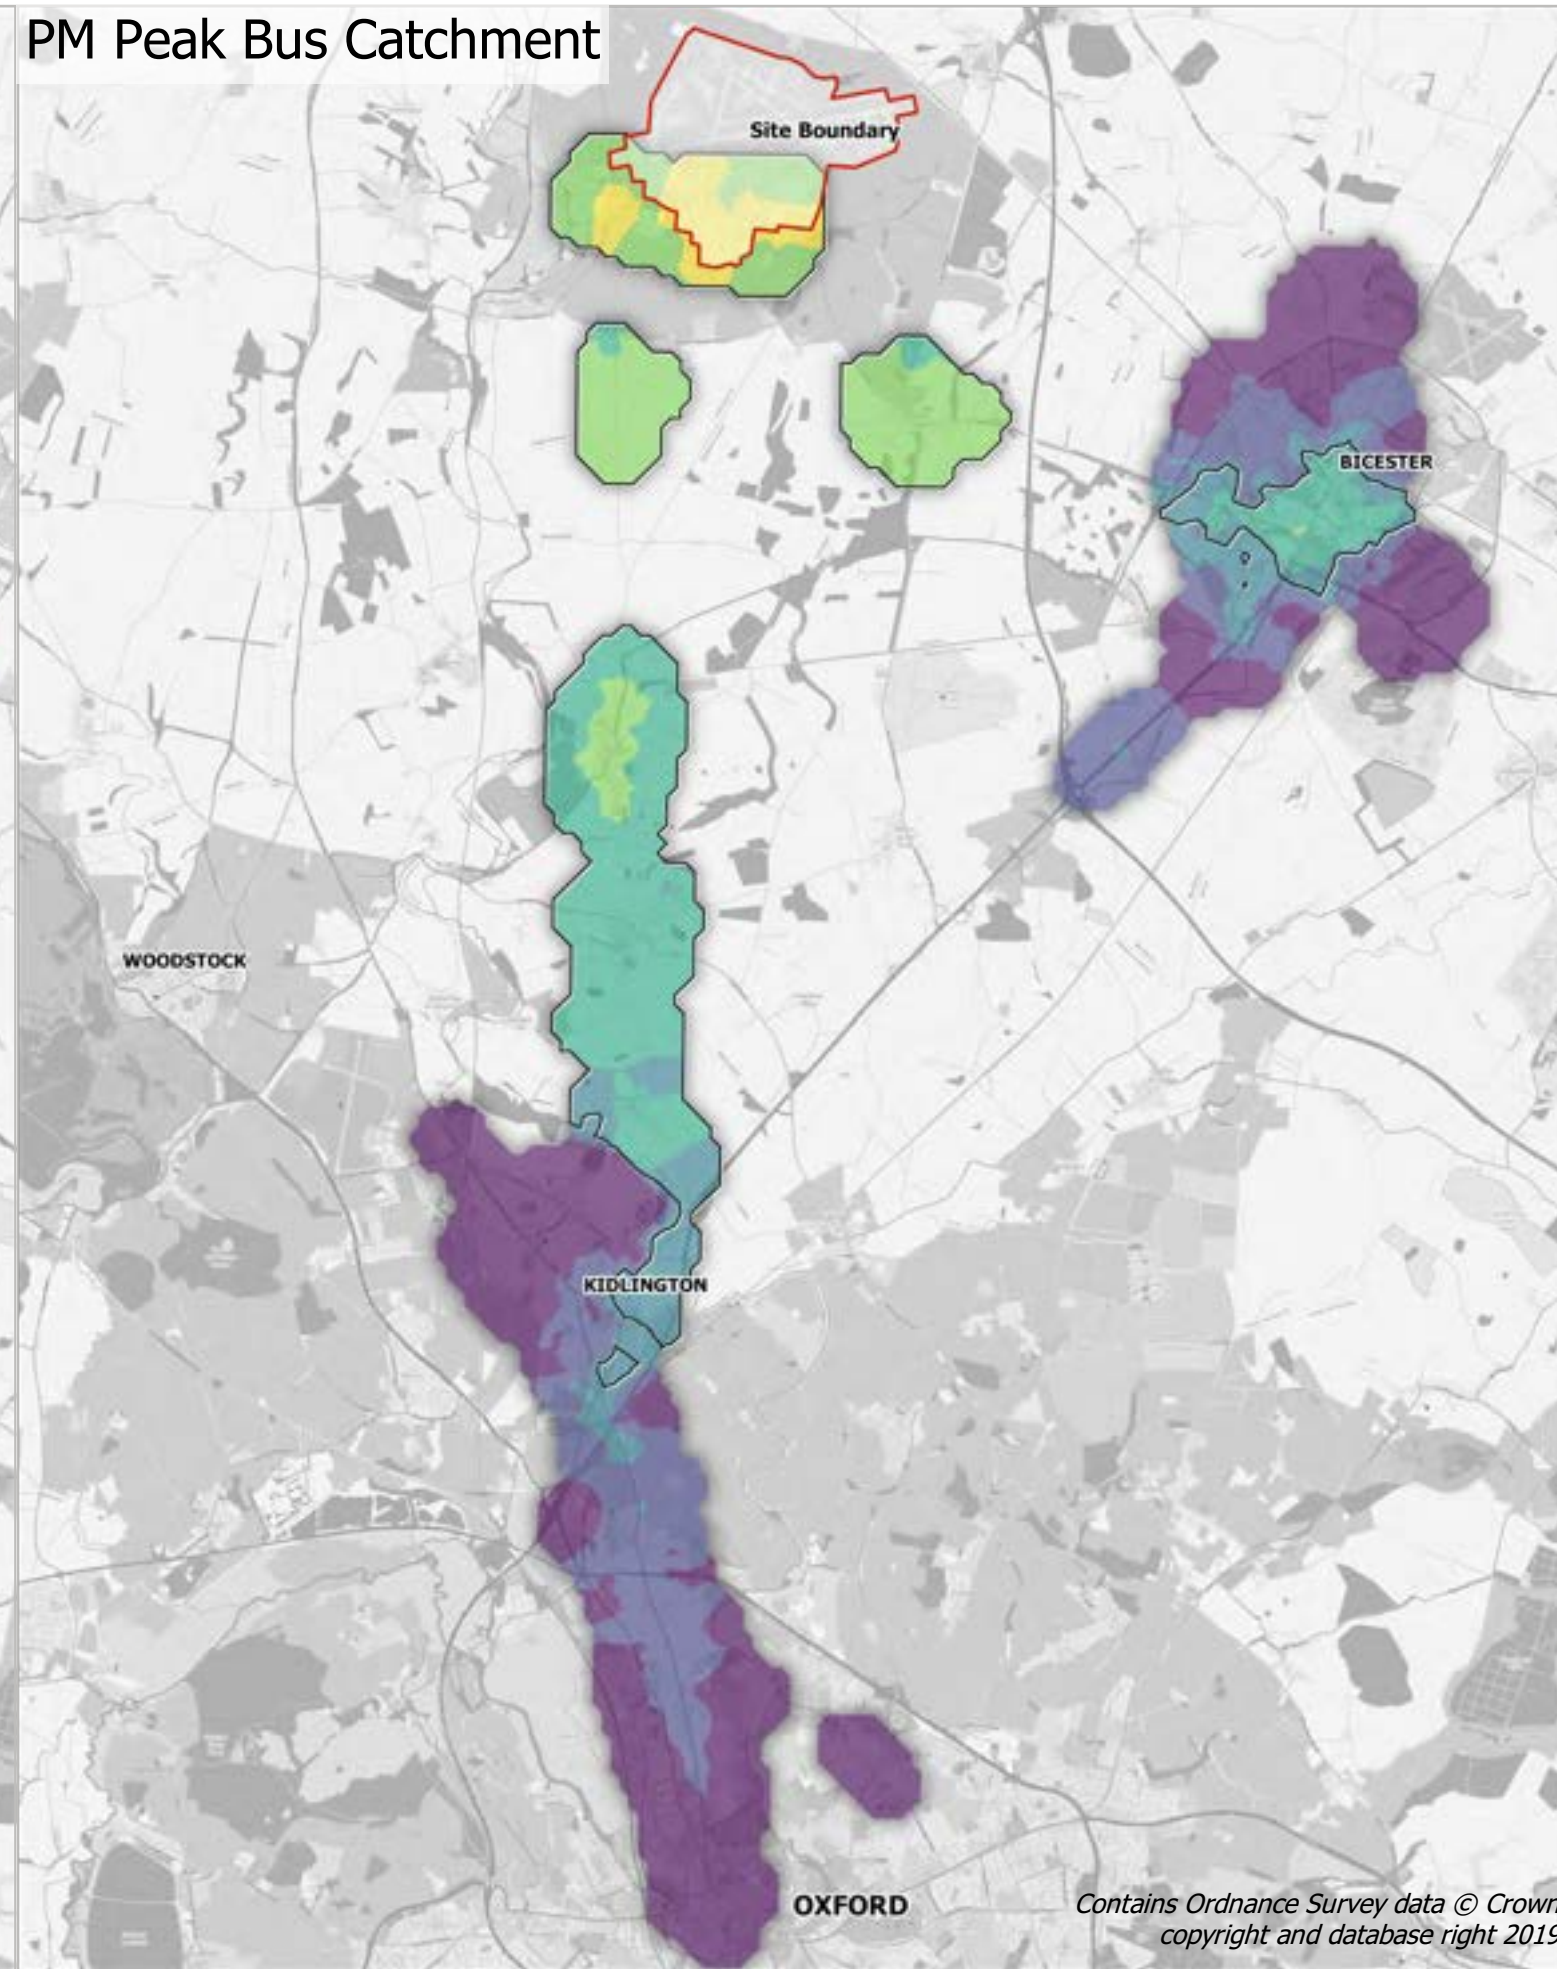 PM Peak Bus Catchment
Site Boundary
BICESTER
WOODSTOCK
KIDLINGTON
OXFORD
Contains Ordnance Survey data © Crown
copyright and database right 2019